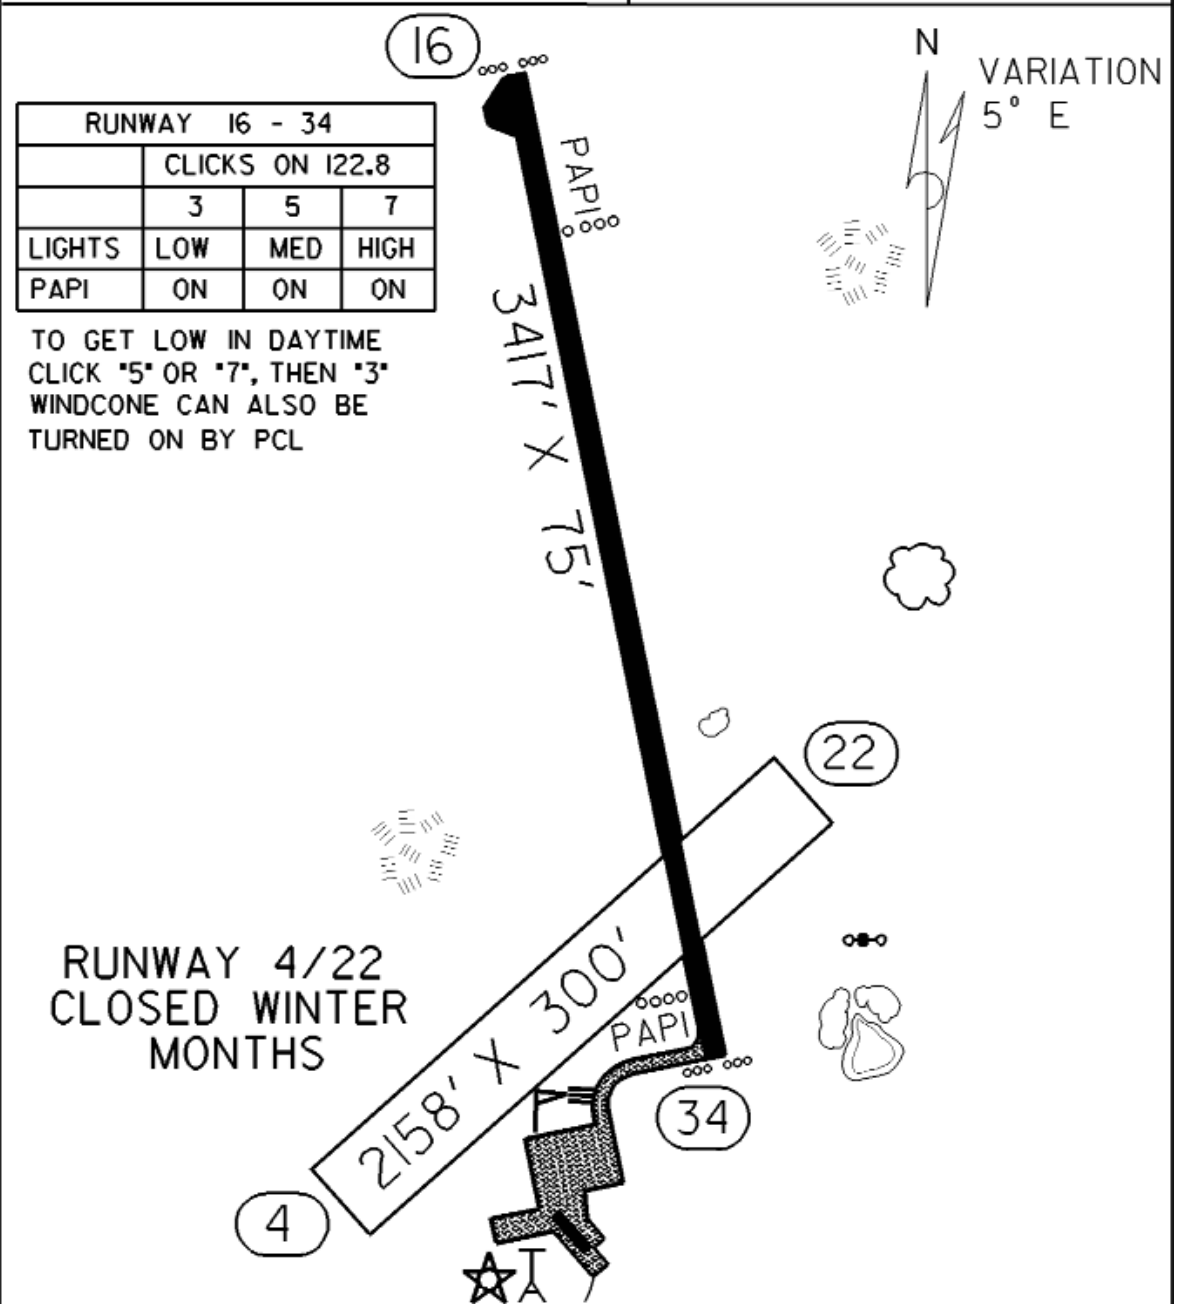 16
N
VARIATION
5° E
RUNWAY 16 - 34
CLICKS ON 122.8
3 5 7
LIGHTS LOW MED HIGH
PAPI ON ON ON
TO GET LOW IN DAYTIME
CLICK "5" OR "7", THEN "3"
WINDCONE CAN ALSO BE
TURNED ON BY PCL
PAPI
3417' X 75'
22
RUNWAY 4/22
CLOSED WINTER
MONTHS
2158' X 300'
PAPI
34
4